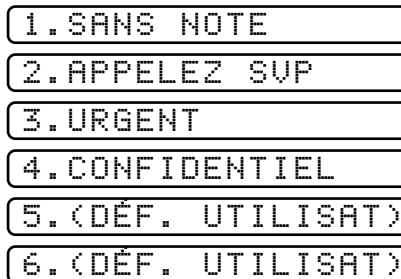 1.SANS NOTE
2.APPELEZ SVP
3.URGENT
4.CONFIDENTIEL
5.(DÉF. UTILISAT)
6.(DÉF. UTILISAT)